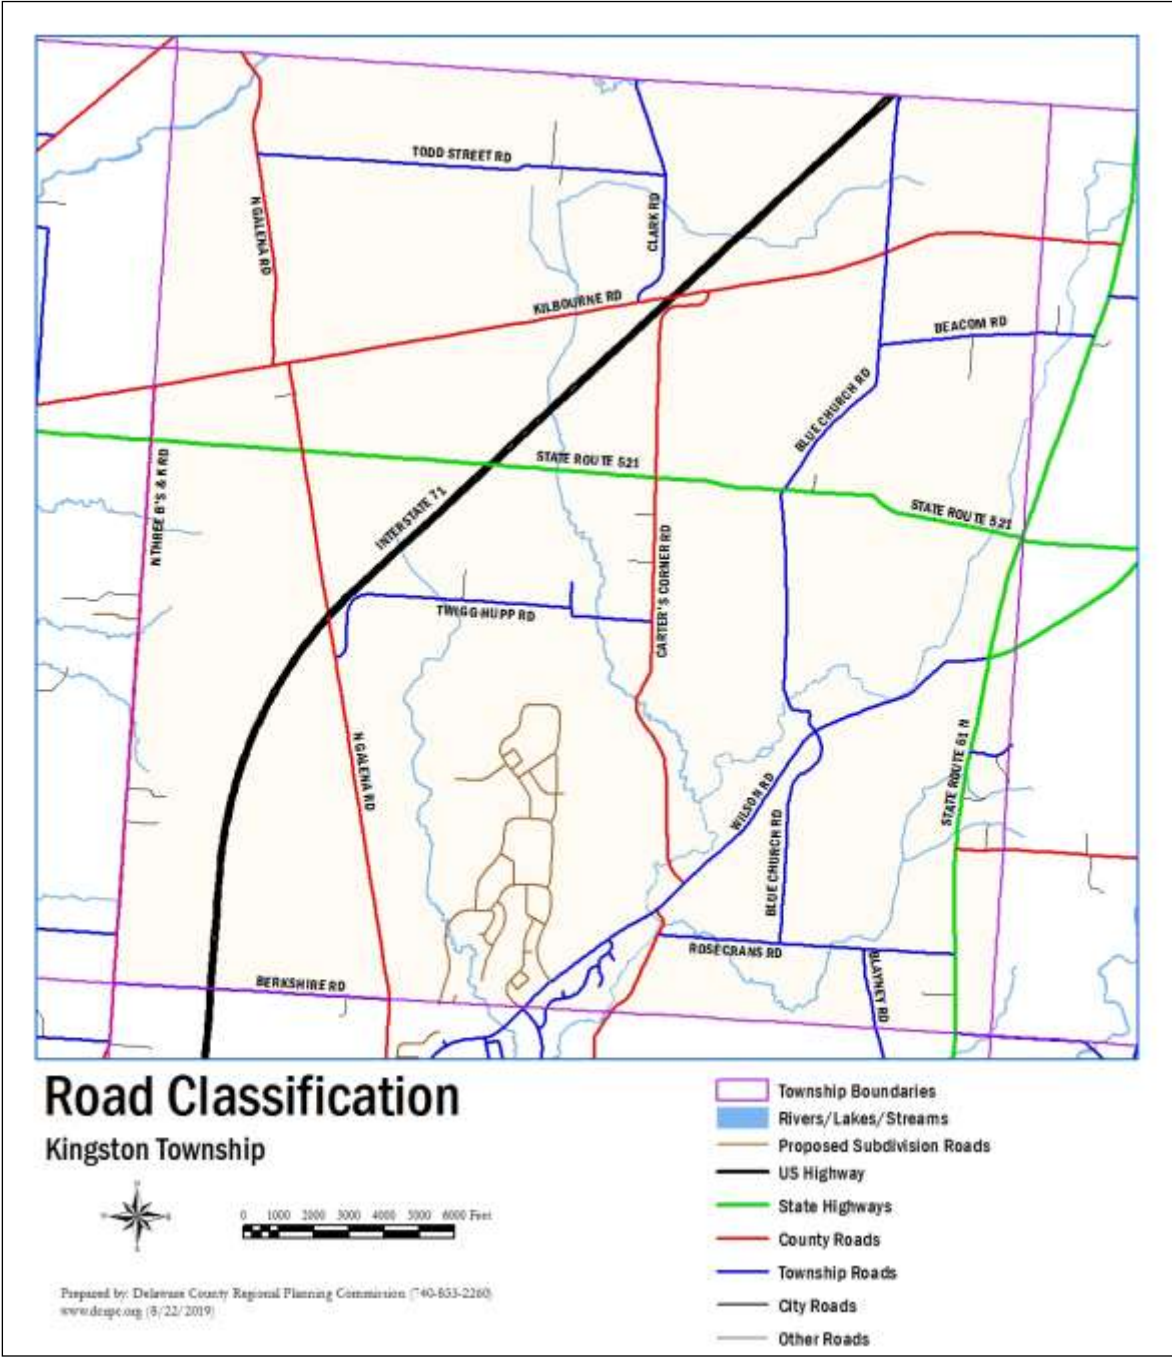 TODD STREET RD
N GALENA RD
CLARK RD
KILBOURNE RD
BEACOM RD
BLUE CHURCH RD
STATE ROUTE 521
N THREE B'S & K RD
INTERSTATE 71
STATE ROUTE 521
TWIGG-HUPP RD
CARTER'S CORNER RD
N GALENA RD
STATE ROUTE 61 N
WILSON RD
BLUE CHURCH RD
ROSECRANS RD
BLAYNEY RD
BERKSHIRE RD
Road Classification
Kingston Township
0 1000 2000 3000 4000 5000 6000 Feet
Prepared by: Delaware County Regional Planning Commission (740-833-2260)
www.dcrpc.org (8/22/2019)
Township Boundaries
Rivers/Lakes/Streams
Proposed Subdivision Roads
US Highway
State Highways
County Roads
Township Roads
City Roads
Other Roads